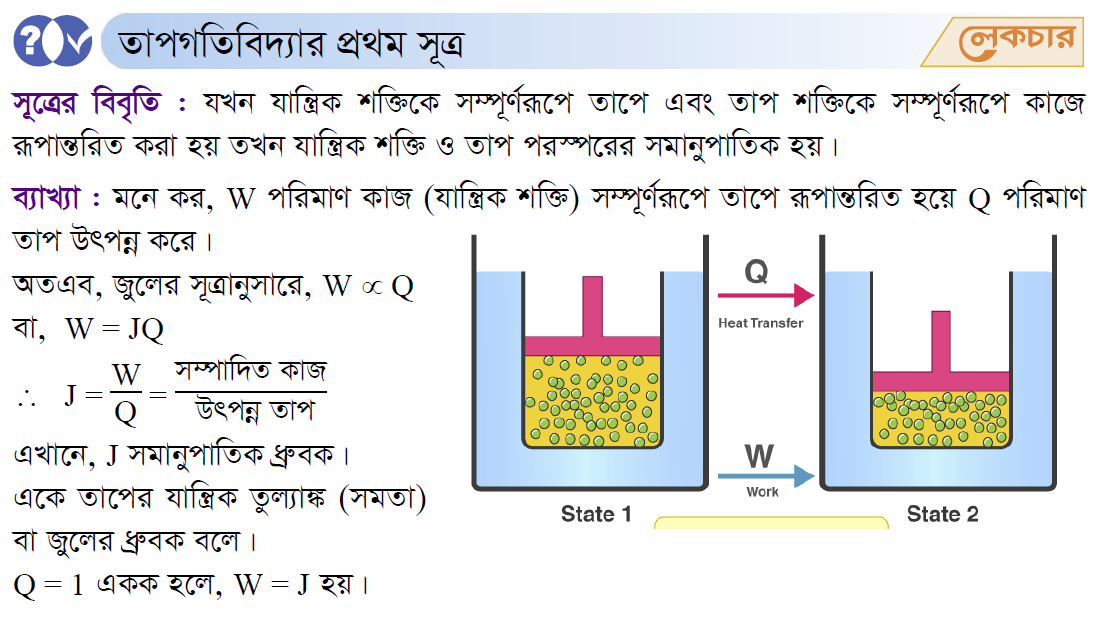 তাপগতিবিদ্যার প্রথম সূত্র
লেকচার
সূত্রের বিবৃতি : যখন যান্ত্রিক শক্তিকে সম্পূর্ণরূপে তাপে এবং তাপ শক্তিকে সম্পূর্ণরূপে কাজে
রূপান্তরিত করা হয় তখন যান্ত্রিক শক্তি ও তাপ পরস্পরের সমানুপাতিক হয়।
ব্যাখ্যা : মনে কর, W পরিমাণ কাজ (যান্ত্রিক শক্তি) সম্পূর্ণরূপে তাপে রূপান্তরিত হয়ে Q পরিমাণ
তাপ উৎপন্ন করে।
অতএব, জুলের সূত্রানুসারে, W ∝ Q
বা, W = JQ
∴ J = W/Q = সম্পাদিত কাজ/উৎপন্ন তাপ
এখানে, J সমানুপাতিক ধ্রুবক।
একে তাপের যান্ত্রিক তুল্যাঙ্ক (সমতা)
বা জুলের ধ্রুবক বলে।
Q = 1 একক হলে, W = J হয়।
Q
Heat Transfer
W
Work
State 1
State 2